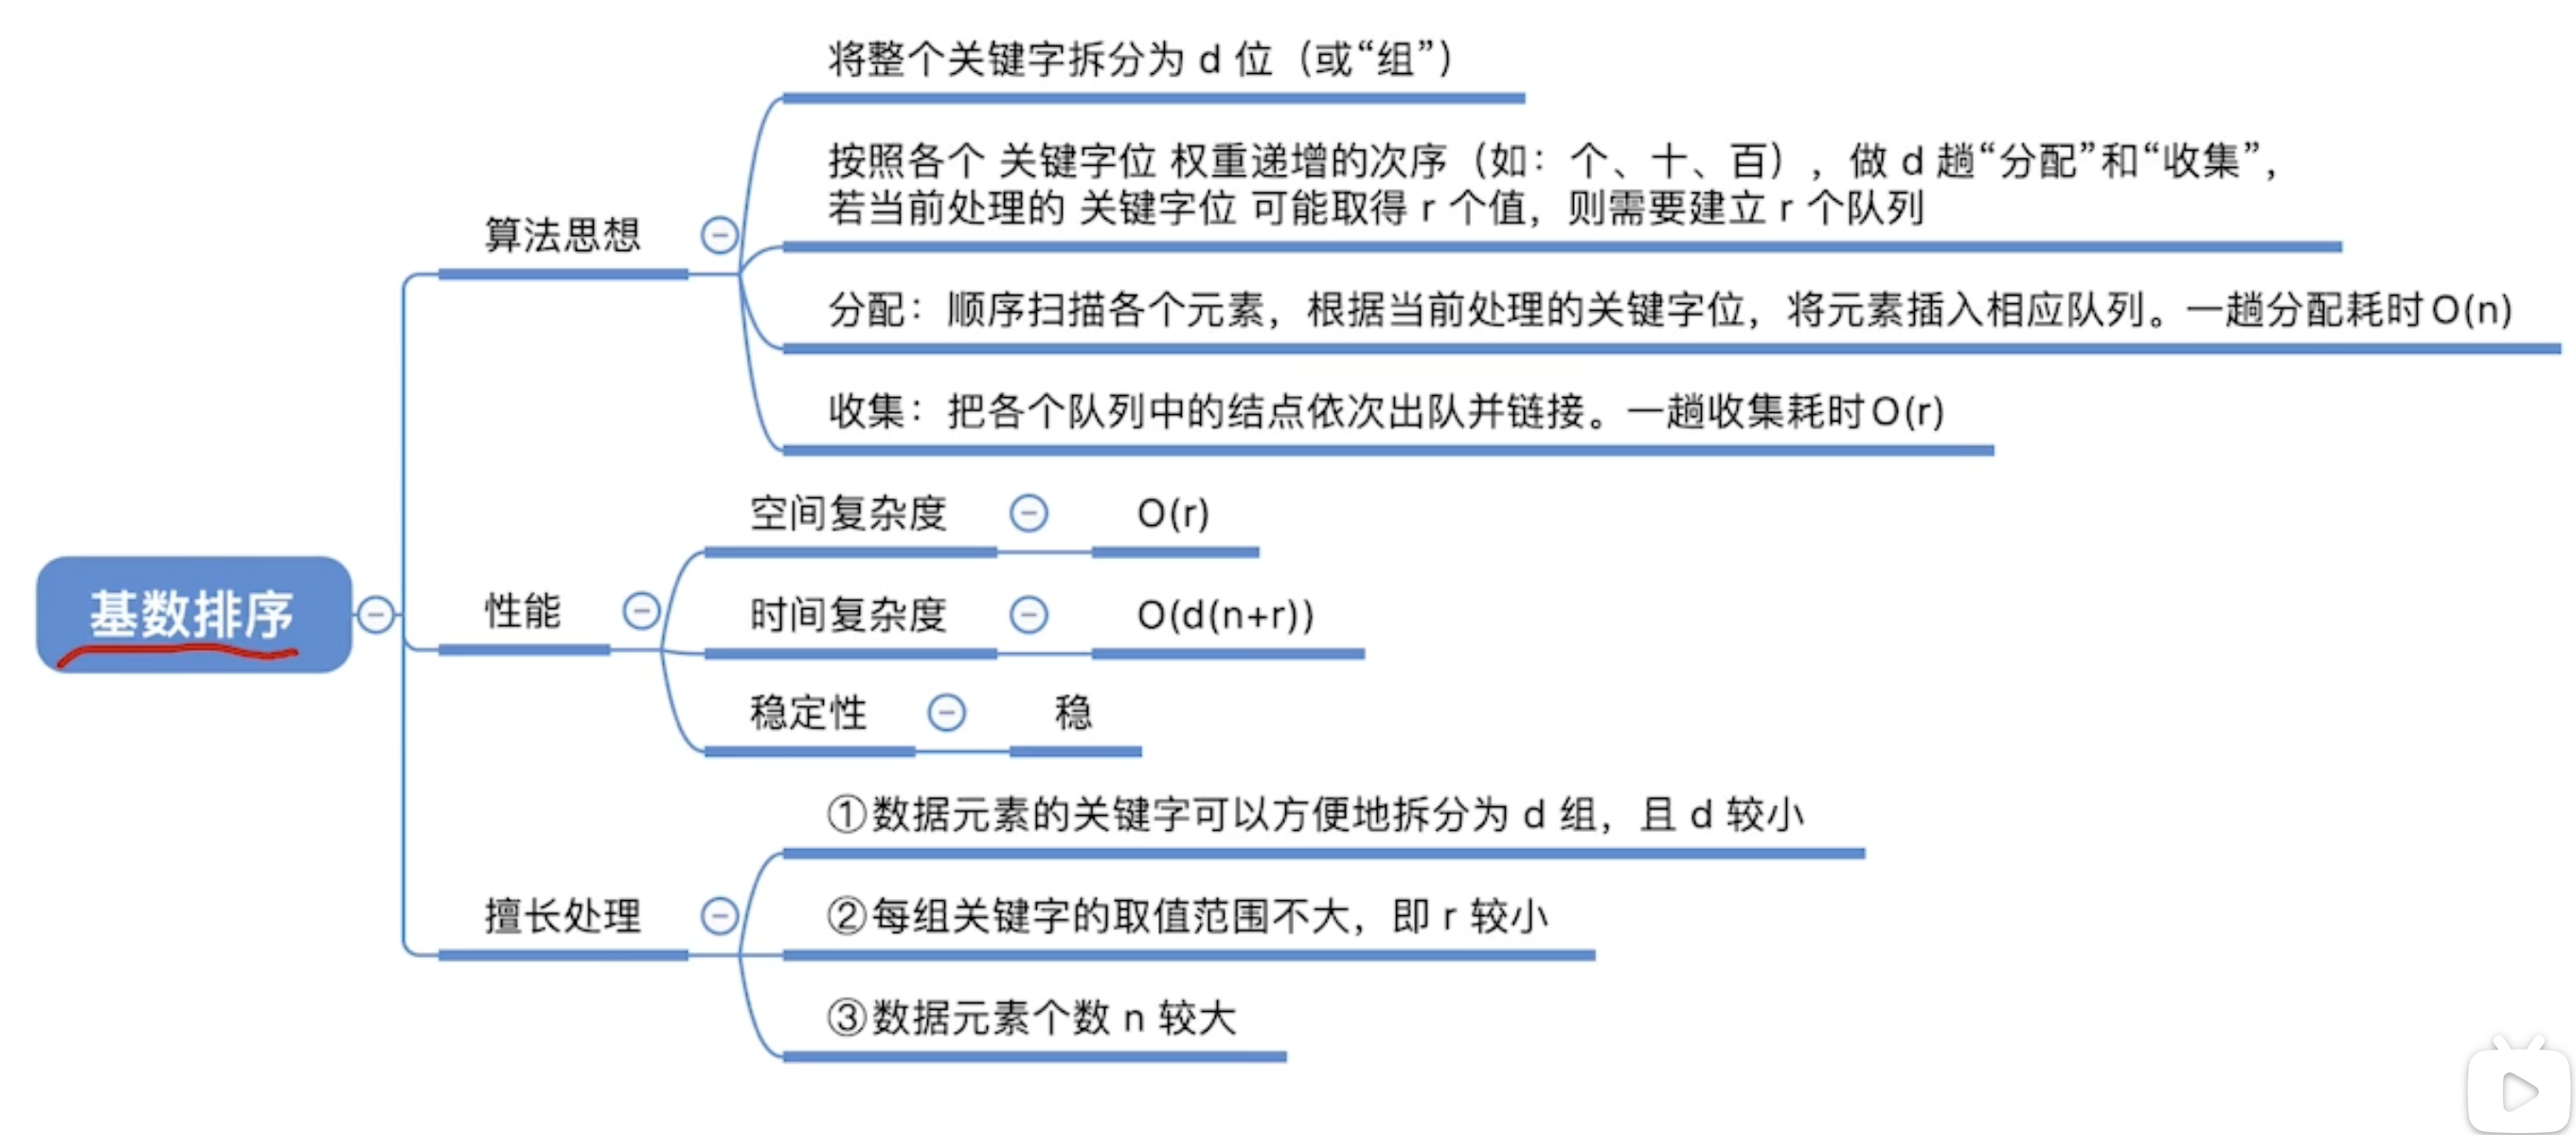 将整个关键字拆分为 d 位（或“组”）
按照各个 关键字位 权重递增的次序（如：个、十、百），做 d 趟“分配”和“收集”，
若当前处理的 关键字位 可能取得 r 个值，则需要建立 r 个队列
算法思想
分配：顺序扫描各个元素，根据当前处理的关键字位，将元素插入相应队列。一趟分配耗时O(n)
收集：把各个队列中的结点依次出队并链接。一趟收集耗时O(r)
基数排序
性能
空间复杂度
O(r)
时间复杂度
O(d(n+r))
稳定性
稳
擅长处理
①数据元素的关键字可以方便地拆分为 d 组，且 d 较小
②每组关键字的取值范围不大，即 r 较小
③数据元素个数 n 较大